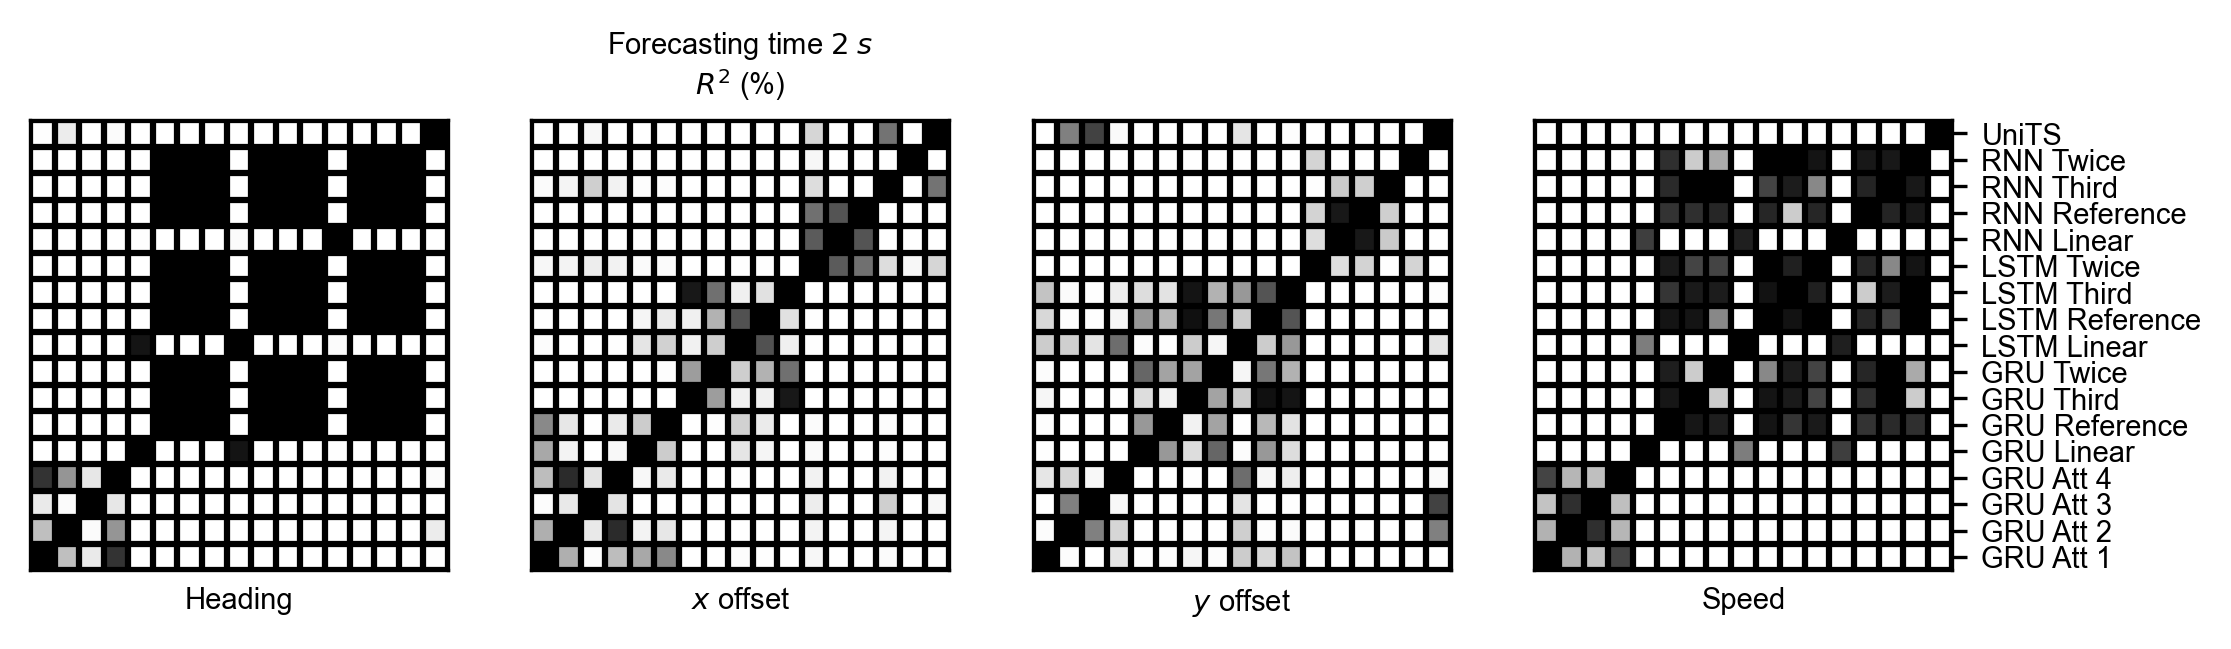 Forecasting time 2 s
R² (%)
UniTS
RNN Twice
RNN Third
RNN Reference
RNN Linear
LSTM Twice
LSTM Third
LSTM Reference
LSTM Linear
GRU Twice
GRU Third
GRU Reference
GRU Linear
GRU Att 4
GRU Att 3
GRU Att 2
GRU Att 1
Heading
x offset
y offset
Speed